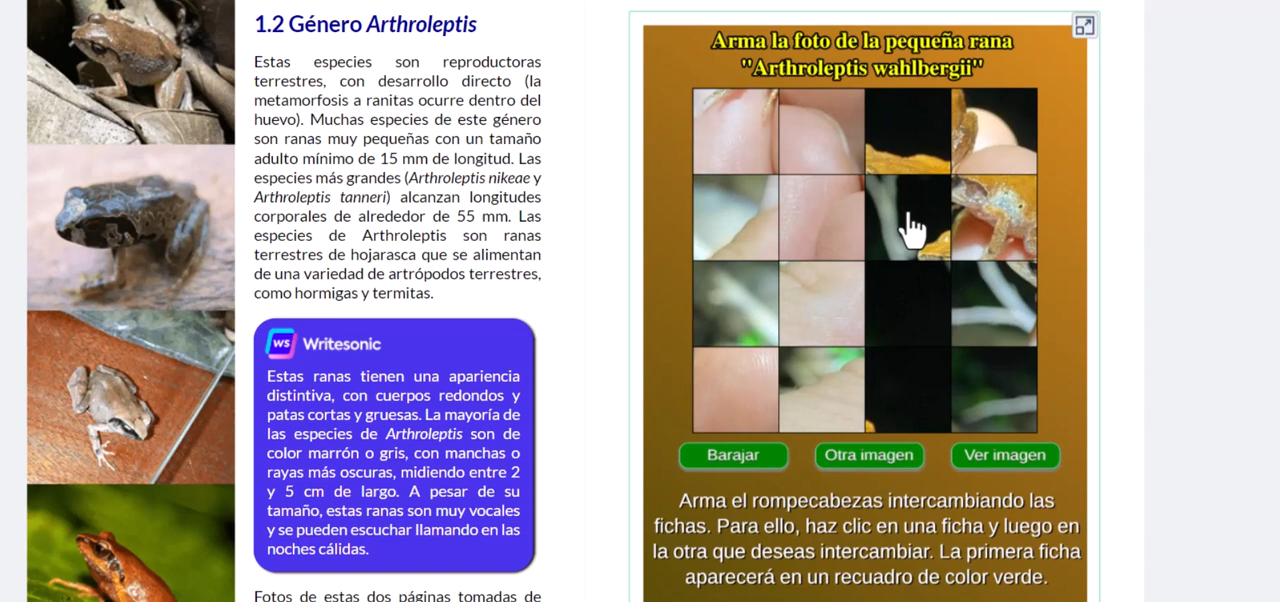 1.2 Género Arthroleptis
Estas especies son reproductoras
terrestres, con desarrollo directo (la
metamorfosis a ranitas ocurre dentro del
huevo). Muchas especies de este género
son ranas muy pequeñas con un tamaño
adulto mínimo de 15 mm de longitud. Las
especies más grandes (Arthroleptis nikeae y
Arthroleptis tanneri) alcanzan longitudes
corporales de alrededor de 55 mm. Las
especies de Arthroleptis son ranas
terrestres de hojarasca que se alimentan
de una variedad de artrópodos terrestres,
como hormigas y termitas.
WS Writesonic
Estas ranas tienen una apariencia
distintiva, con cuerpos redondos y
patas cortas y gruesas. La mayoría de
las especies de Arthroleptis son de
color marrón o gris, con manchas o
rayas más oscuras, midiendo entre 2
y 5 cm de largo. A pesar de su
tamaño, estas ranas son muy vocales
y se pueden escuchar llamando en las
noches cálidas.
Fotos de estas dos páginas tomadas de
Arma la foto de la pequeña rana
"Arthroleptis wahlbergii"
Barajar
Otra imagen
Ver imagen
Arma el rompecabezas intercambiando las
fichas. Para ello, haz clic en una ficha y luego en
la otra que deseas intercambiar. La primera ficha
aparecerá en un recuadro de color verde.